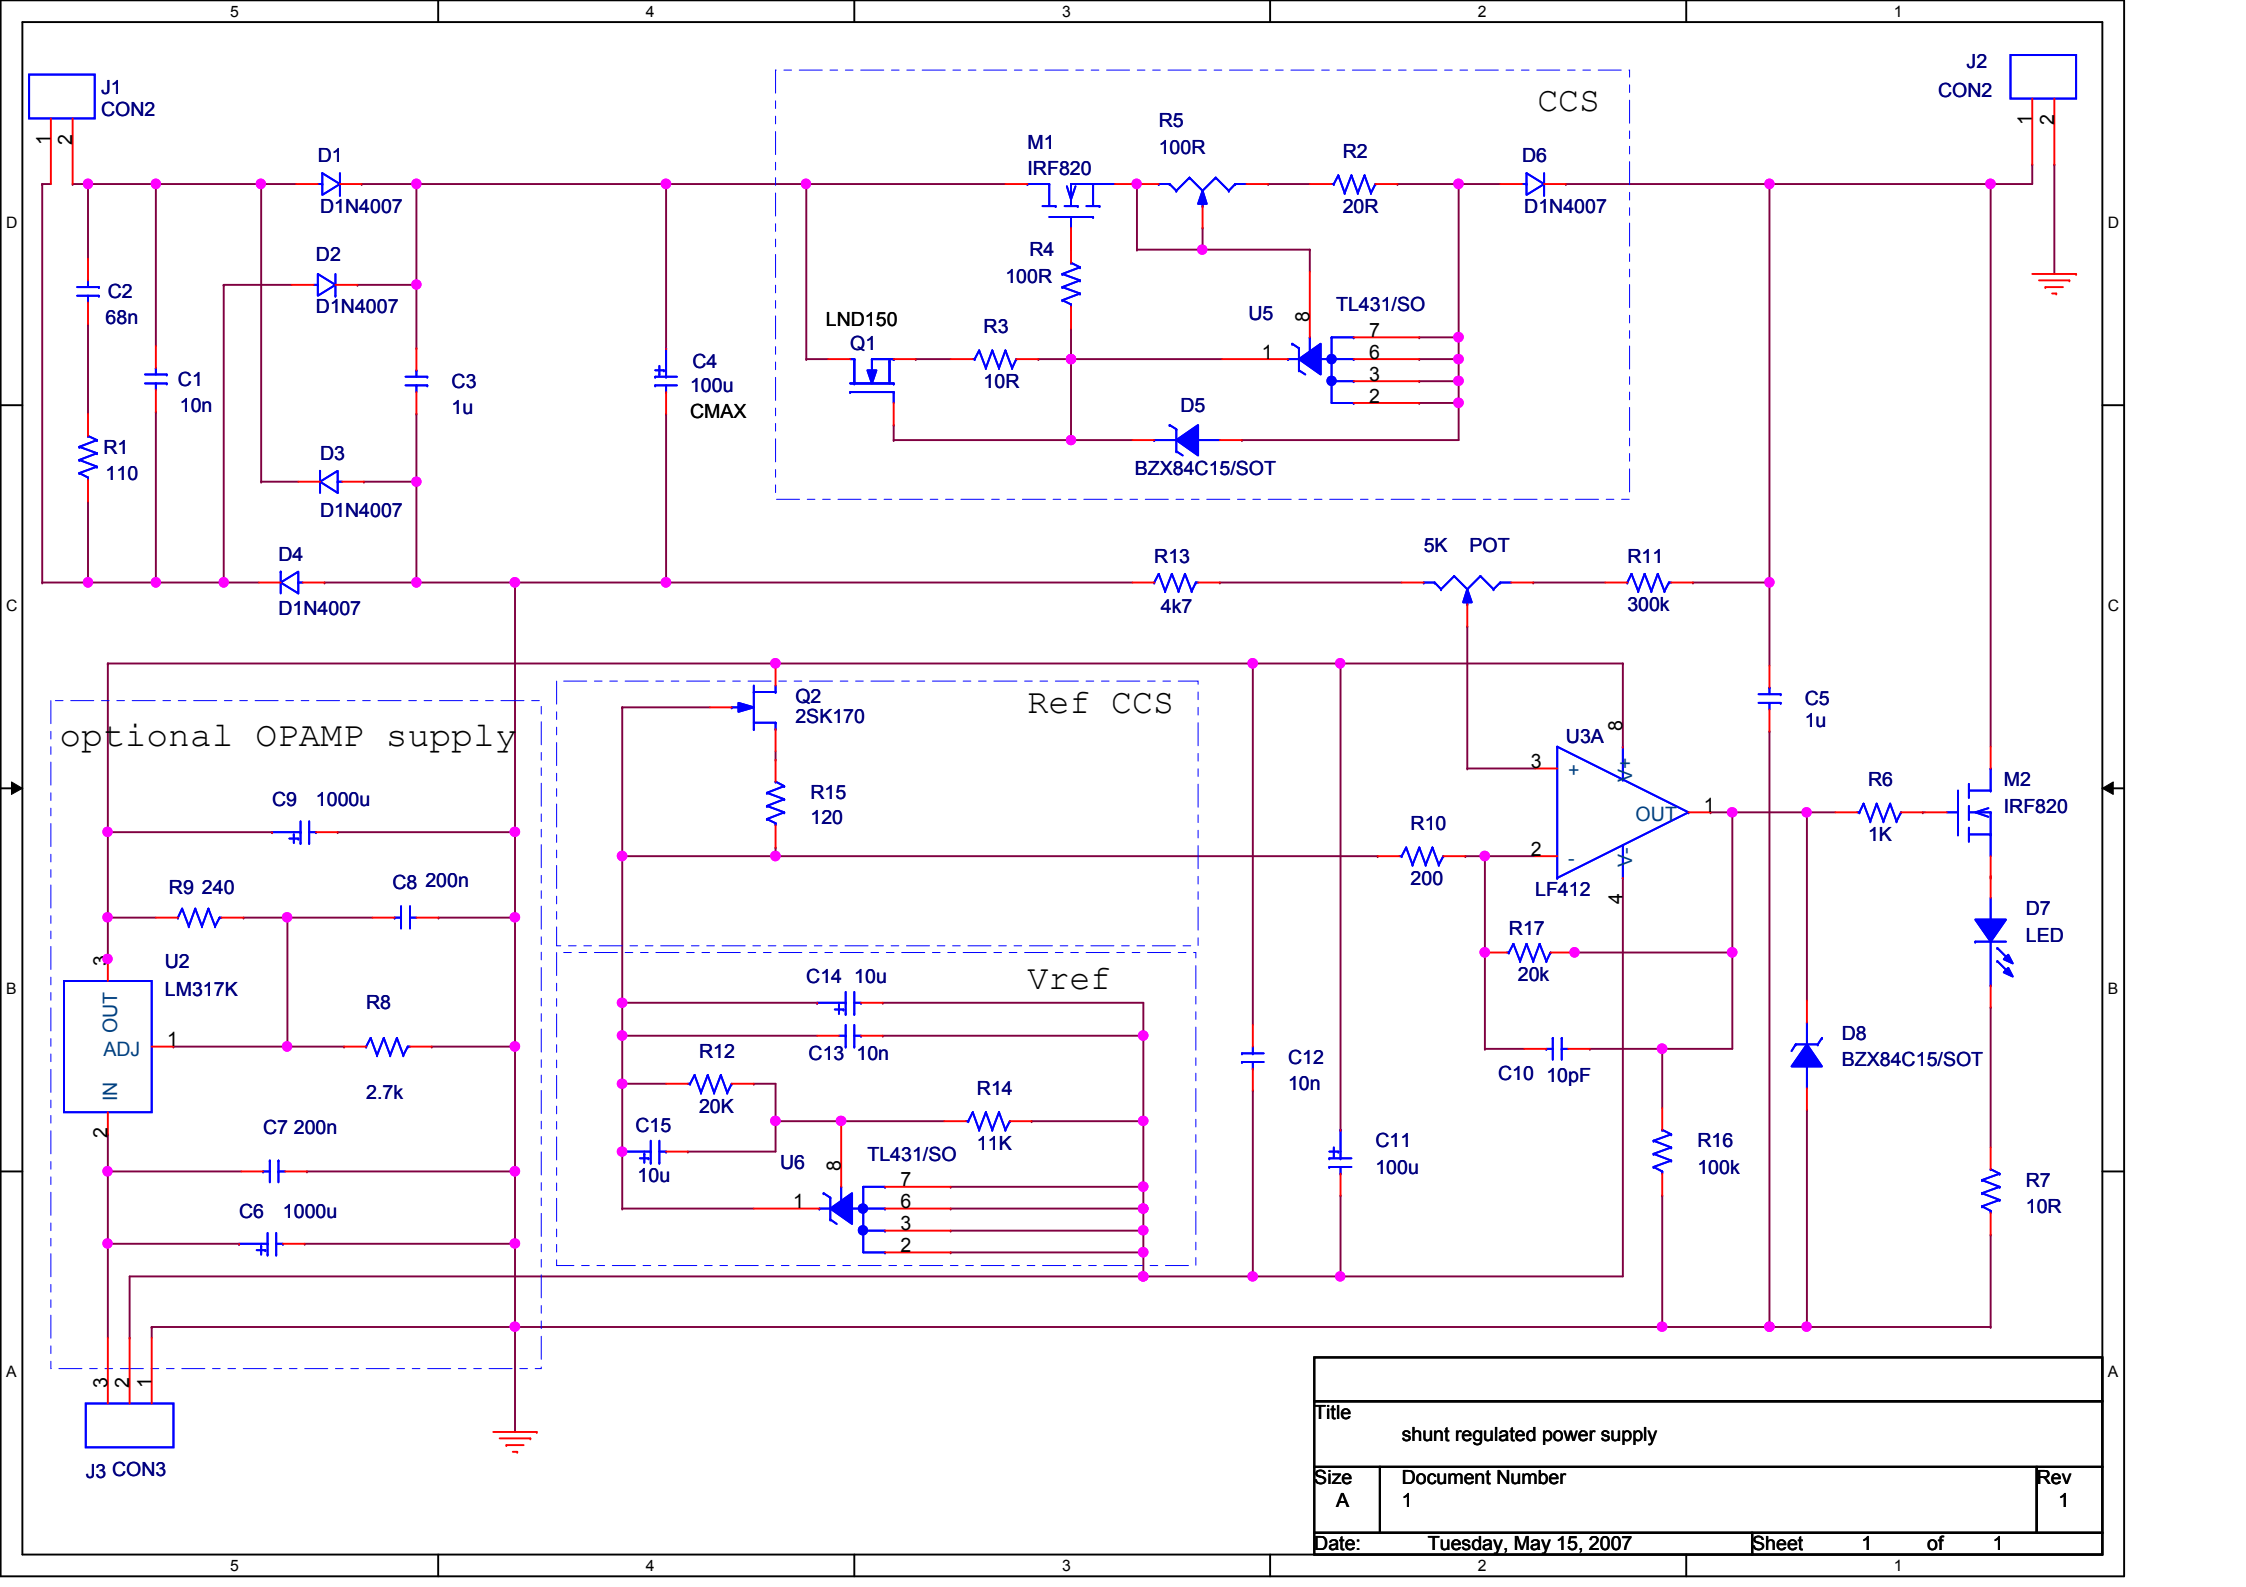 5 4 3 2 1
J1
CON2
1 2
D1
D1N4007
D2
D1N4007
C2
68n
C1
10n
C3
1u
R1
110
D3
D1N4007
D4
D1N4007
C4
100u
CMAX
CCS
M1
IRF820
R5
100R
R2
20R
D6
D1N4007
R4
100R
LND150
Q1
R3
10R
U5
TL431/SO
8
1
7
6
3
2
D5
BZX84C15/SOT
J2
CON2
1 2
D
D
C
C
B
B
A
A
R13
4k7
5K POT
R11
300k
optional OPAMP supply
C9 1000u
R9 240
C8 200n
3
U2
LM317K
OUT
ADJ
IN
1
2
R8
2.7k
C7 200n
C6 1000u
3 2 1
J3 CON3
Ref CCS
Q2
2SK170
R15
120
Vref
C14 10u
C13 10n
R12
20K
R14
11K
C15
10u
U6
TL431/SO
8
1
7
6
3
2
C12
10n
C11
100u
U3A
8
3
+
V+
OUT
1
2
-
V-
LF412
4
R10
200
R17
20k
C10 10pF
R16
100k
C5
1u
R6
1K
M2
IRF820
D7
LED
D8
BZX84C15/SOT
R7
10R
Title
shunt regulated power supply
Size
A
Document Number
1
Rev
1
Date: Tuesday, May 15, 2007 Sheet 1 of 1
5 4 3 2 1